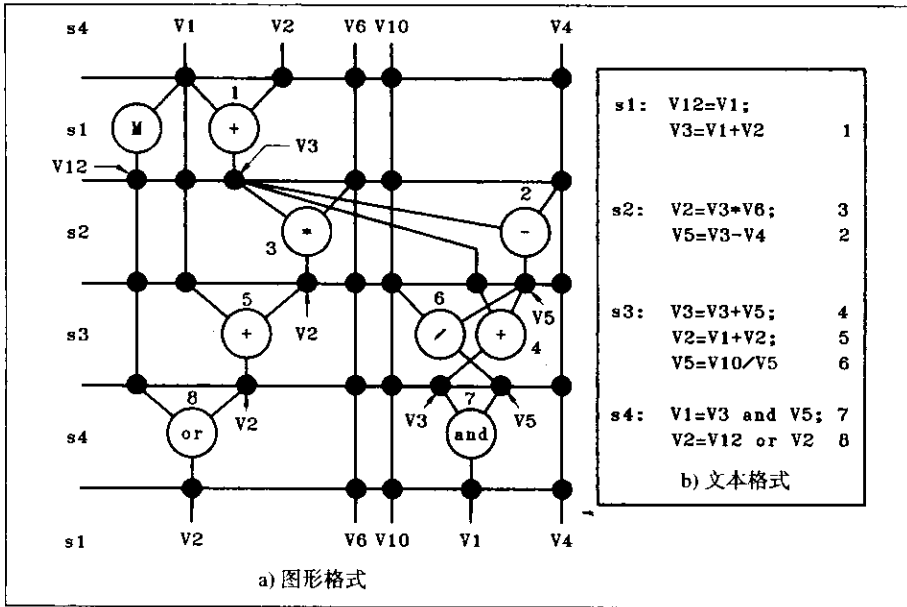 s4 V1 V2 V6 V10 V4
1
s1 M +
V3
V12
2
s2 * -
3
5 V2 6 V5
s3 + / +
4
8 V2 V3 7 V5
s4 or and
s1 V2 V6 V10 V1 V4
a) 图形格式
s1: V12=V1;
V3=V1+V2 1
s2: V2=V3*V6; 3
V5=V3-V4 2
s3: V3=V3+V5; 4
V2=V1+V2; 5
V5=V10/V5 6
s4: V1=V3 and V5; 7
V2=V12 or V2 8
b) 文本格式